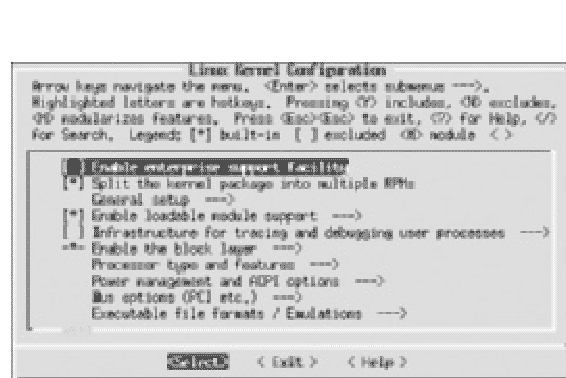 Linux Kernel Configuration
Arrow keys navigate the menu. <Enter> selects submenus --->.
Highlighted letters are hotkeys. Pressing <Y> includes, <N> excludes,
<M> modularizes features. Press <Esc><Esc> to exit, <?> for Help, </>
for Search. Legend: [*] built-in [ ] excluded <M> module < >
[ ] Enable enterprise support facility
[*] Split the kernel package into multiple RPMs
General setup --->
[*] Enable loadable module support --->
[ ] Infrastructure for tracing and debugging user processes --->
-*- Enable the block layer --->
Processor type and features --->
Power management and ACPI options --->
Bus options (PCI etc.) --->
Executable file formats / Emulations --->
<Select> < Exit > < Help >